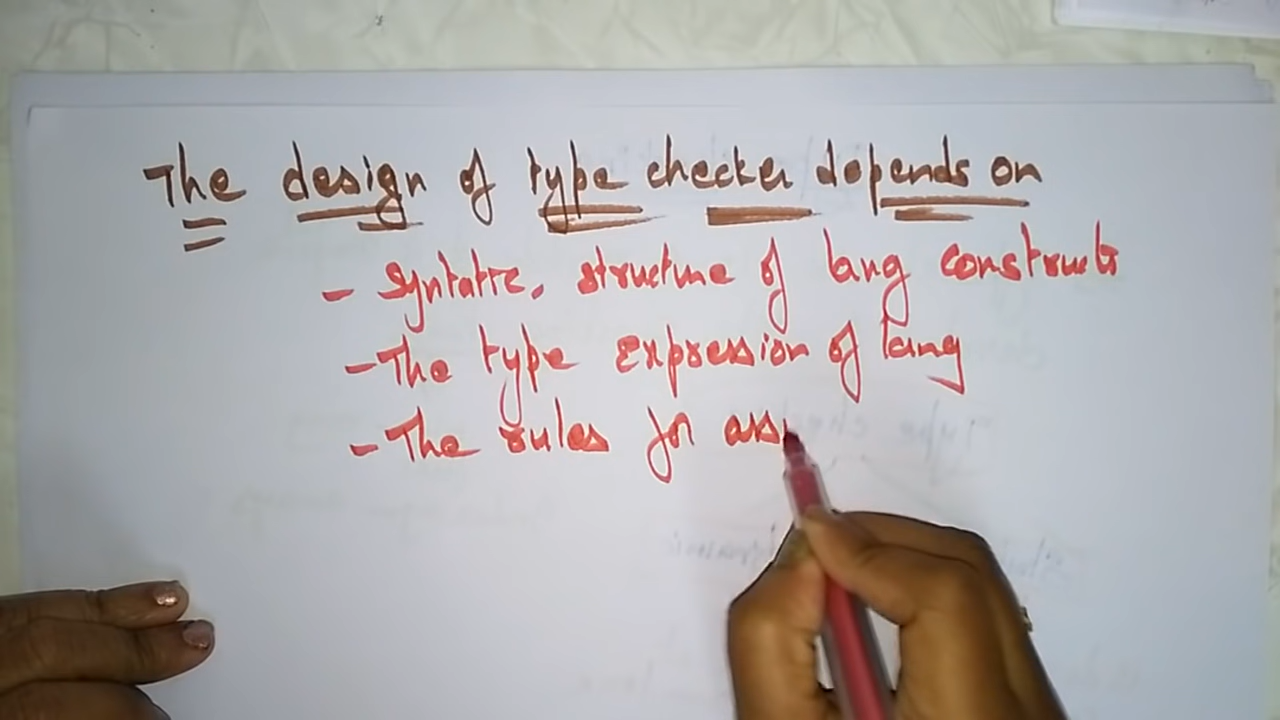 The design of type checker depends on
- Syntatic, structure of lang constructs
- The type Expression of lang
- The rules for ass